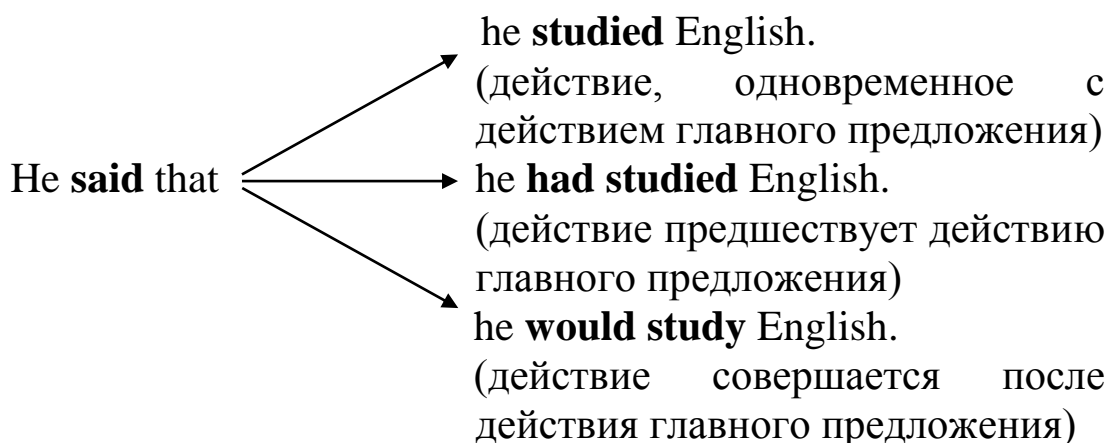 he studied English.
(действие, одновременное с
действием главного предложения)
He said that
he had studied English.
(действие предшествует действию
главного предложения)
he would study English.
(действие совершается после
действия главного предложения)